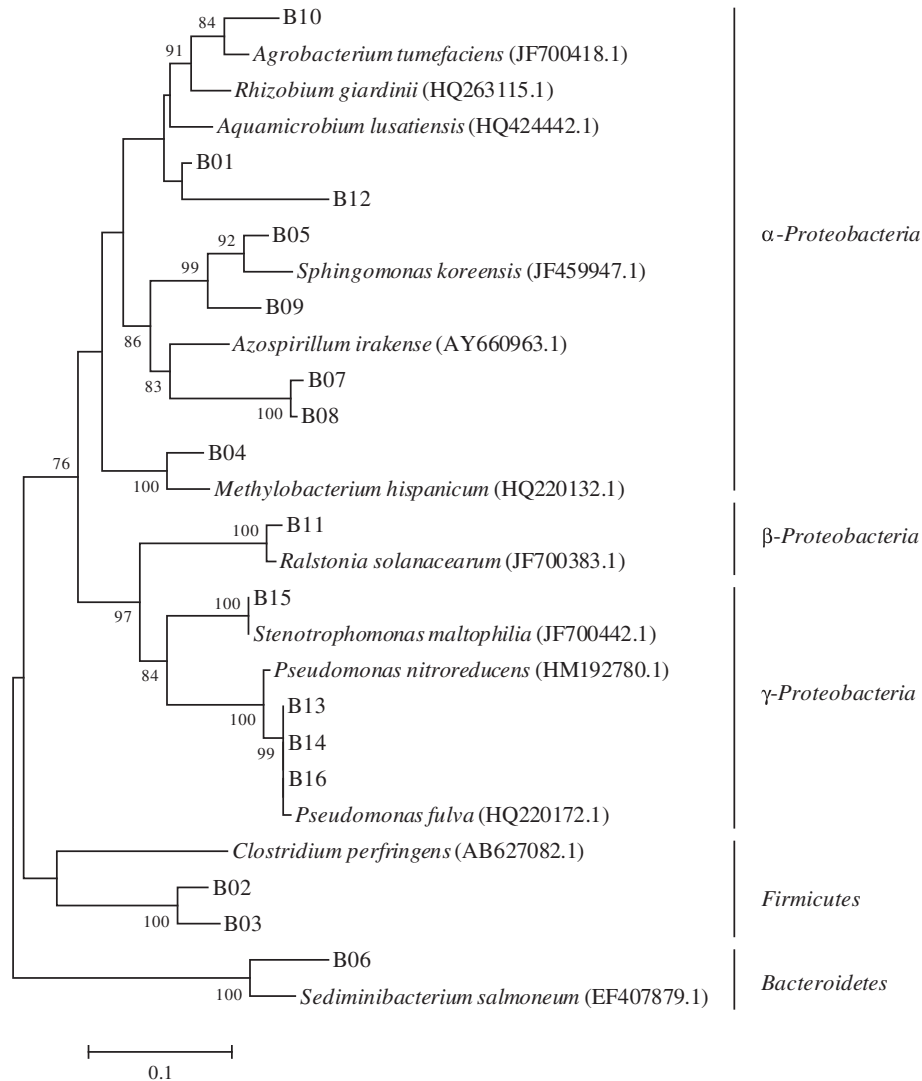 B10
84
Agrobacterium tumefaciens (JF700418.1)
91
Rhizobium giardinii (HQ263115.1)
Aquamicrobium lusatiensis (HQ424442.1)
B01
B12
α-Proteobacteria
B05
92
Sphingomonas koreensis (JF459947.1)
99
B09
86
Azospirillum irakense (AY660963.1)
83
B07
100
B08
B04
76
100
Methylobacterium hispanicum (HQ220132.1)
B11
100
Ralstonia solanacearum (JF700383.1)
β-Proteobacteria
97
B15
100
Stenotrophomonas maltophilia (JF700442.1)
84
Pseudomonas nitroreducens (HM192780.1)
γ-Proteobacteria
100
B13
99
B14
B16
Pseudomonas fulva (HQ220172.1)
Clostridium perfringens (AB627082.1)
B02
Firmicutes
100
B03
B06
Bacteroidetes
100
Sediminibacterium salmoneum (EF407879.1)
0.1